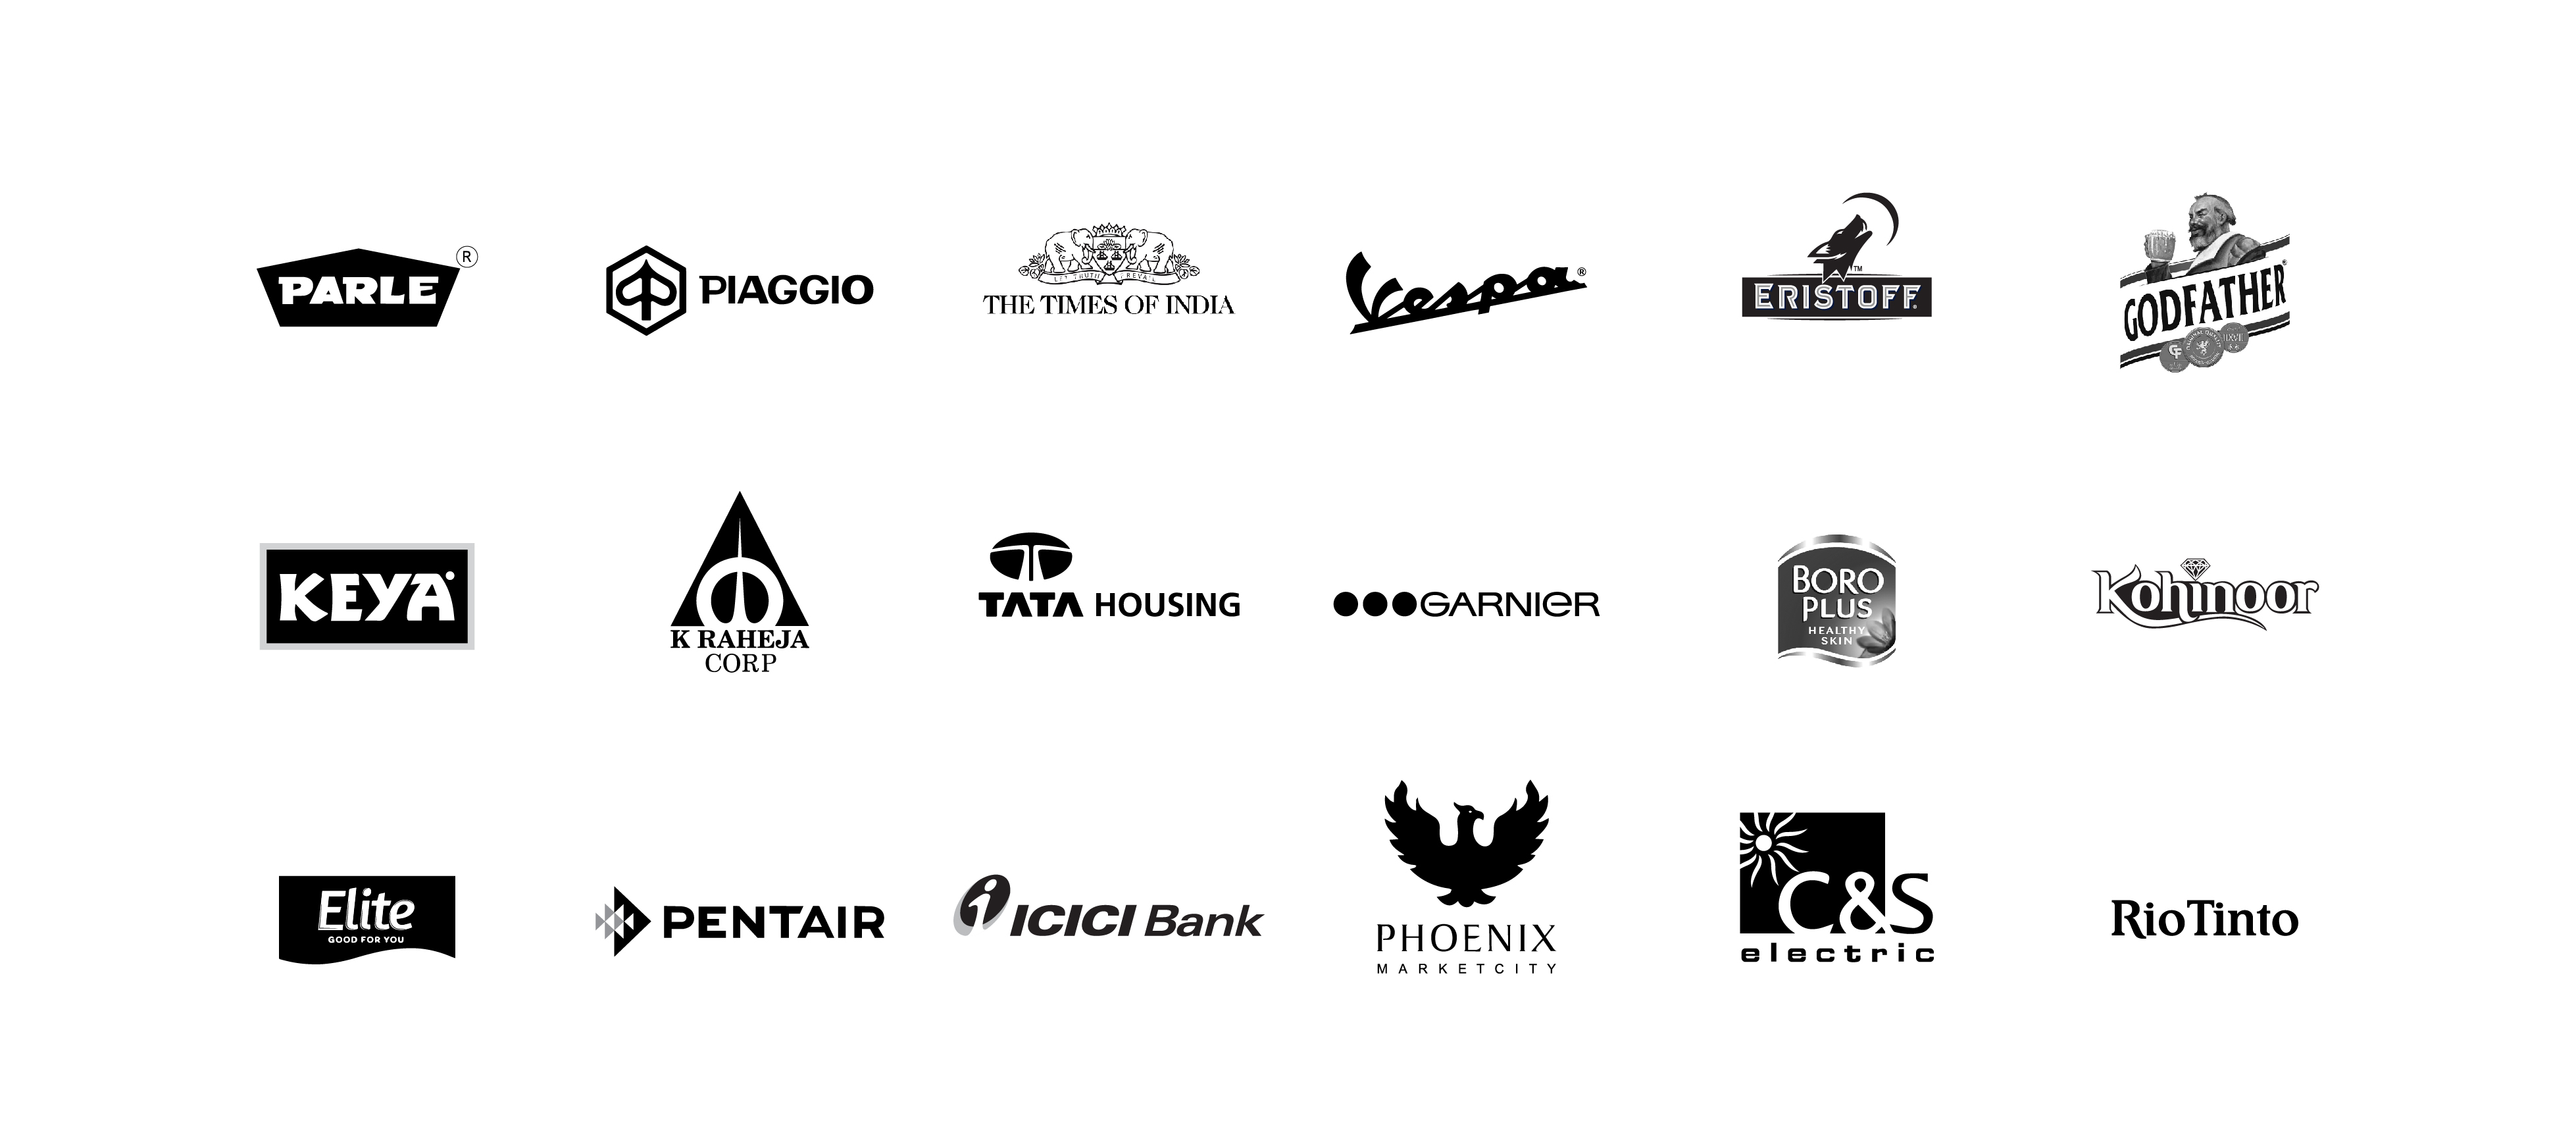 PARLE ®
PIAGGIO
THE TIMES OF INDIA
Vespa ®
ERISTOFF ™
GODFATHER
KEYA
K RAHEJA
CORP
TATA HOUSING
GARNIER
BORO
PLUS
HEALTHY
SKIN
Kohinoor
Elite
GOOD FOR YOU
PENTAIR
i ICICI Bank
PHOENIX
MARKETCITY
C&S
electric
RioTinto